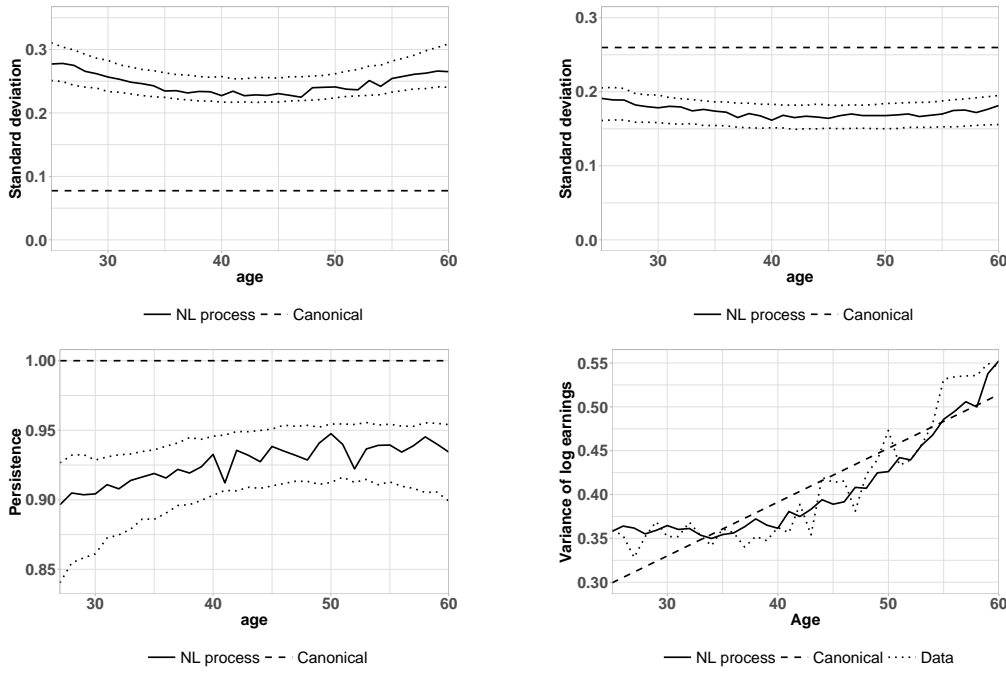 Standard deviation
0.3
0.2
0.1
0.0
30
40
50
60
age
NL process
Canonical
Standard deviation
0.3
0.2
0.1
0.0
30
40
50
60
age
NL process
Canonical
Persistence
1.00
0.95
0.90
0.85
30
40
50
60
age
NL process
Canonical
Variance of log earnings
0.55
0.50
0.45
0.40
0.35
0.30
30
40
50
60
Age
NL process
Canonical
Data